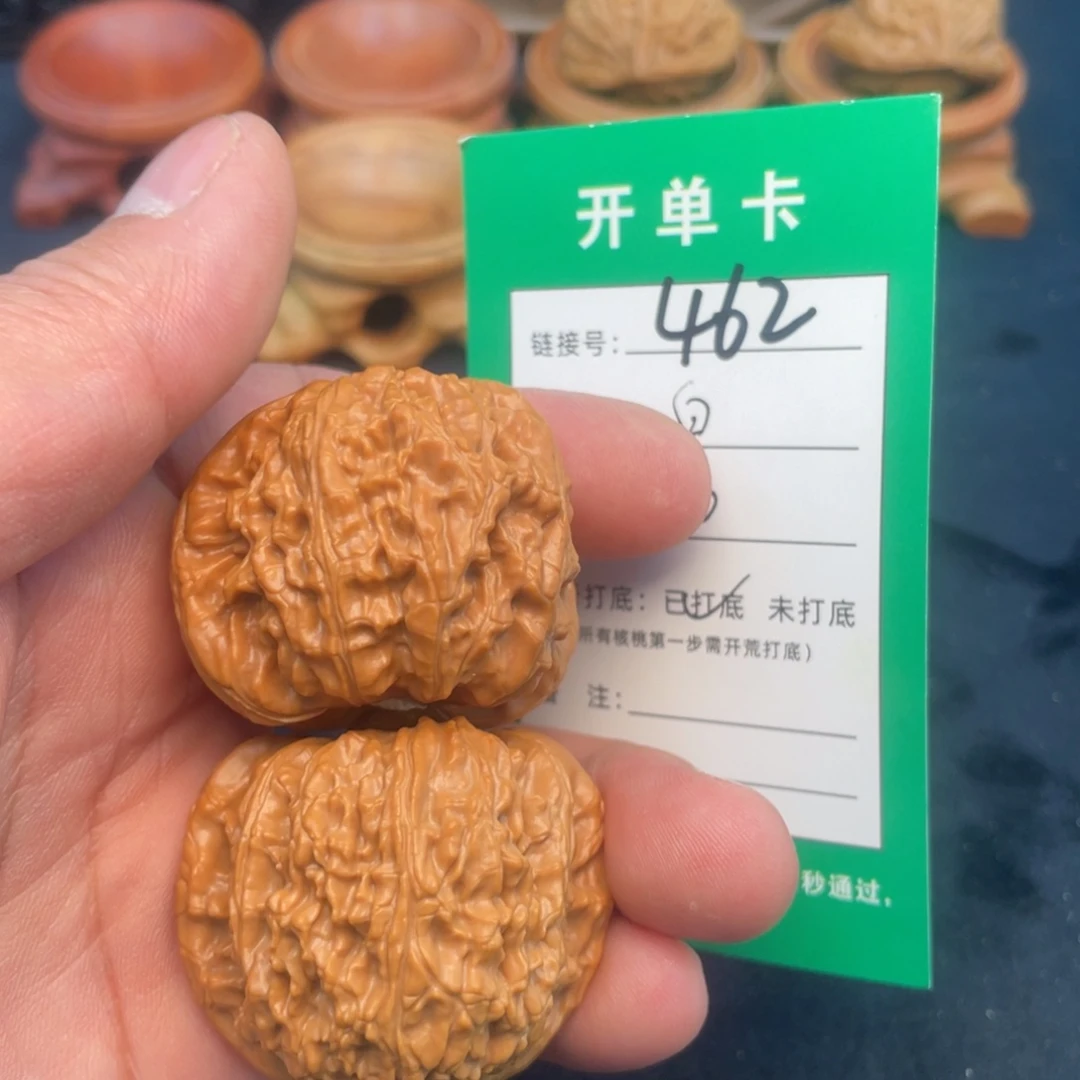 开单卡
链接号: 462
打底: 已打底 未打底
所有核桃第一步需开荒打底)
注:
秒通过,